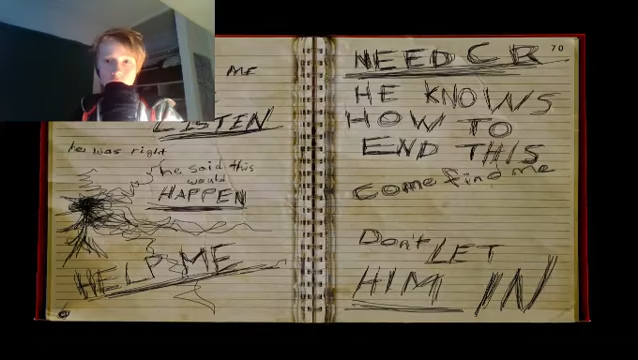 ME
LISTEN
he was right
he said this
would
HAPPEN
HELP ME
70
NEED CR
HE KNOWS
HOW TO
END THIS
come find me
Don't LET
HIM IN